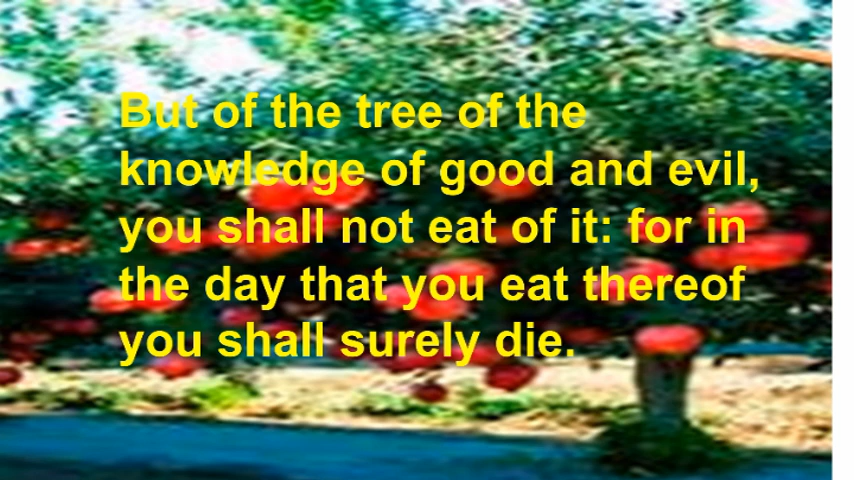 But of the tree of the
knowledge of good and evil,
you shall not eat of it: for in
the day that you eat thereof
you shall surely die.